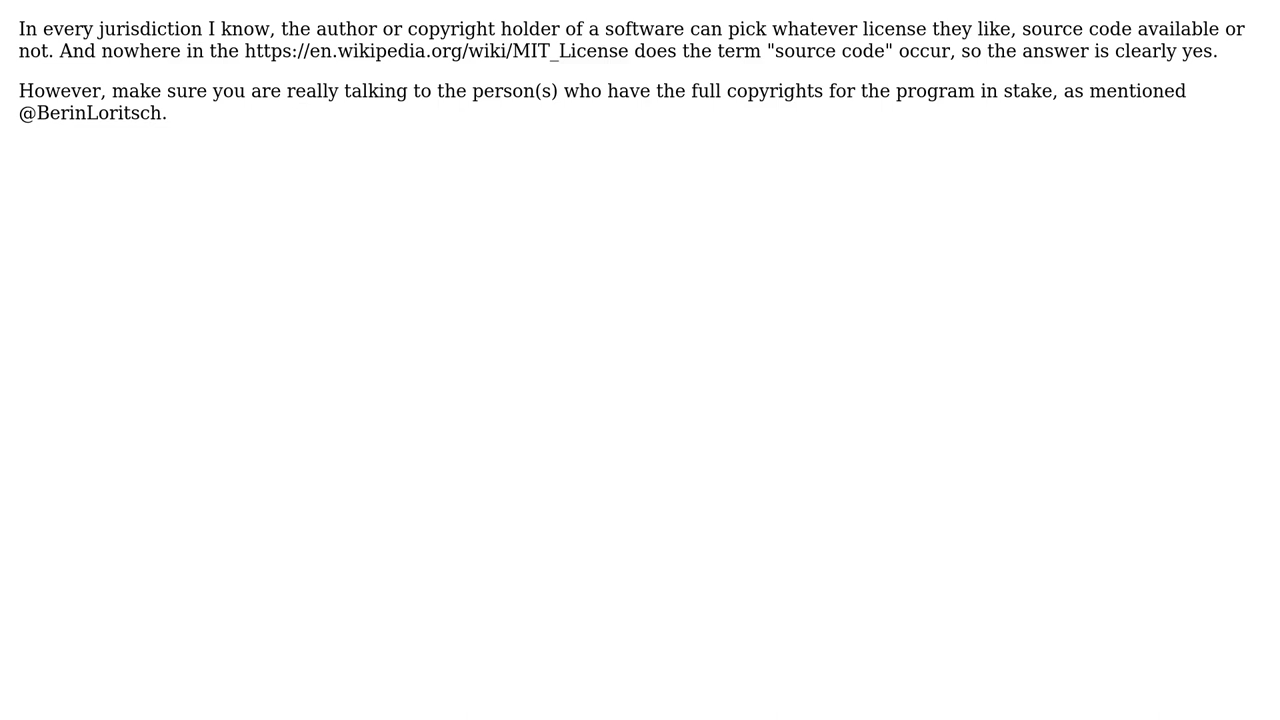 In every jurisdiction I know, the author or copyright holder of a software can pick whatever license they like, source code available or
not. And nowhere in the https://en.wikipedia.org/wiki/MIT_License does the term "source code" occur, so the answer is clearly yes.
However, make sure you are really talking to the person(s) who have the full copyrights for the program in stake, as mentioned
@BerinLoritsch.